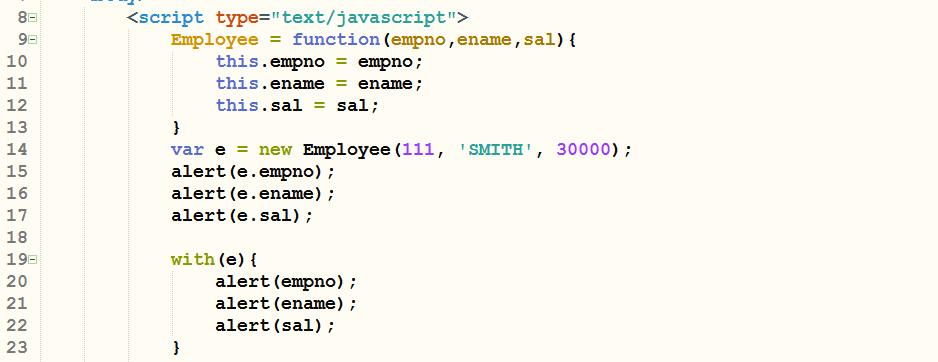 8 <script type="text/javascript">
9 Employee = function(empno,ename,sal){
10 this.empno = empno;
11 this.ename = ename;
12 this.sal = sal;
13 }
14 var e = new Employee(111, 'SMITH', 30000);
15 alert(e.empno);
16 alert(e.ename);
17 alert(e.sal);
18
19 with(e){
20 alert(empno);
21 alert(ename);
22 alert(sal);
23 }